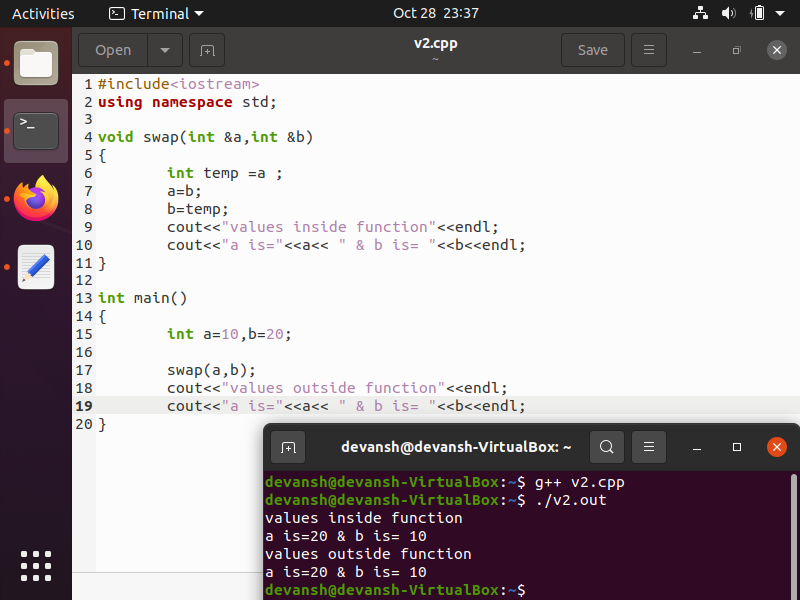 Activities Terminal Oct 28 23:37
Open v2.cpp Save
~
1 #include<iostream>
2 using namespace std;
3
4 void swap(int &a,int &b)
5 {
6 int temp =a ;
7 a=b;
8 b=temp;
9 cout<<"values inside function"<<endl;
10 cout<<"a is="<<a<< " & b is= "<<b<<endl;
11 }
12
13 int main()
14 {
15 int a=10,b=20;
16
17 swap(a,b);
18 cout<<"values outside function"<<endl;
19 cout<<"a is="<<a<< " & b is= "<<b<<endl;
20 }
devansh@devansh-VirtualBox: ~
devansh@devansh-VirtualBox:~$ g++ v2.cpp
devansh@devansh-VirtualBox:~$ ./v2.out
values inside function
a is=20 & b is= 10
values outside function
a is=20 & b is= 10
devansh@devansh-VirtualBox:~$